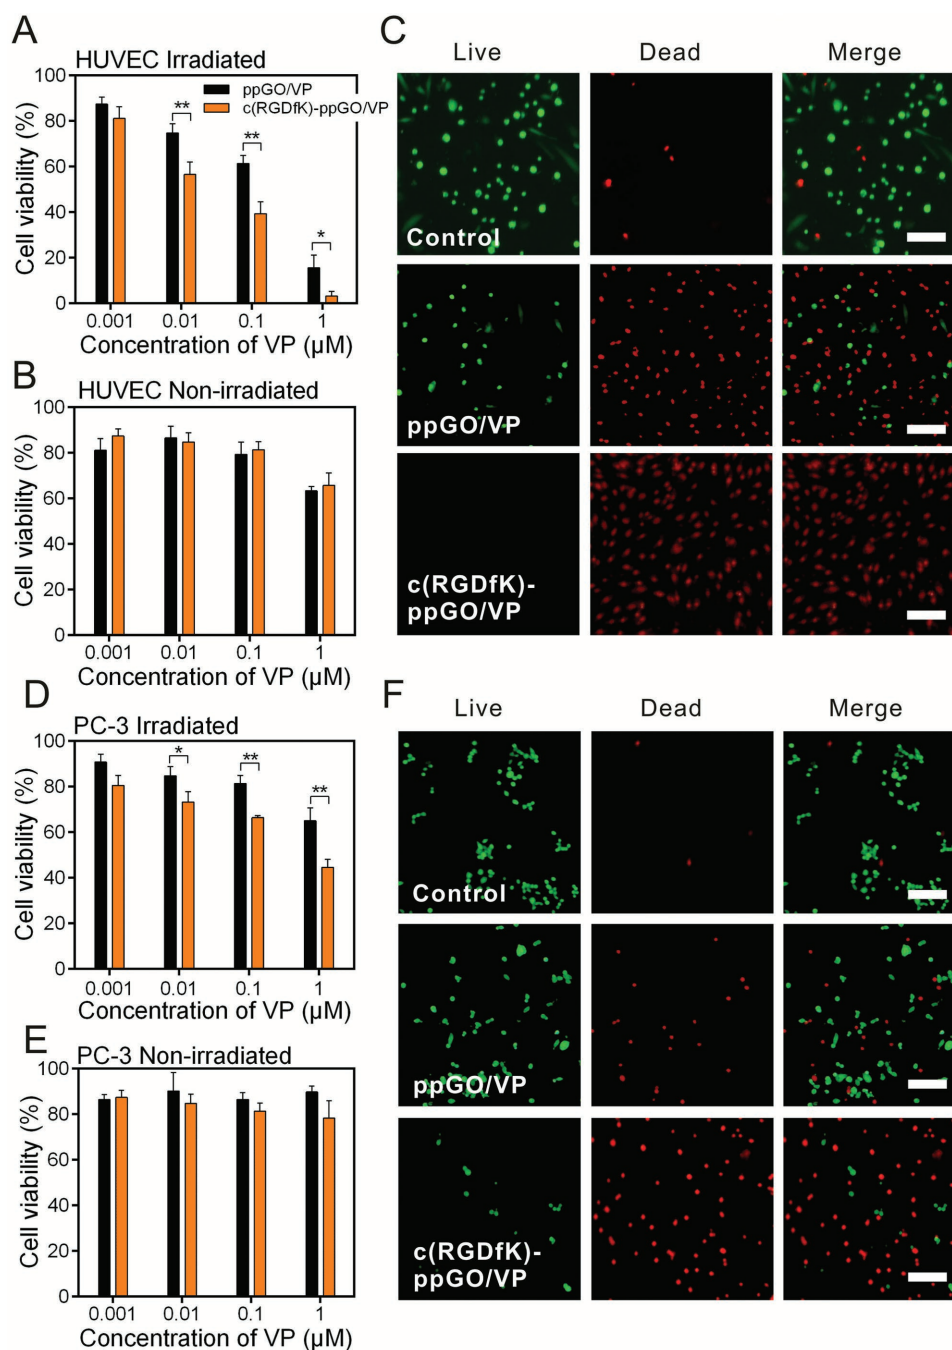 A
HUVEC Irradiated
ppGO/VP
c(RGDfK)-ppGO/VP
Cell viability (%)
100
80
60
40
20
0
**
**
*
0.001 0.01 0.1 1
Concentration of VP (μM)
B
HUVEC Non-irradiated
Cell viability (%)
100
80
60
40
20
0
0.001 0.01 0.1 1
Concentration of VP (μM)
C
Live Dead Merge
Control
ppGO/VP
c(RGDfK)-
ppGO/VP
D
PC-3 Irradiated
Cell viability (%)
100
80
60
40
20
0
*
**
**
0.001 0.01 0.1 1
Concentration of VP (μM)
E
PC-3 Non-irradiated
Cell viability (%)
100
80
60
40
20
0
0.001 0.01 0.1 1
Concentration of VP (μM)
F
Live Dead Merge
Control
ppGO/VP
c(RGDfK)-
ppGO/VP